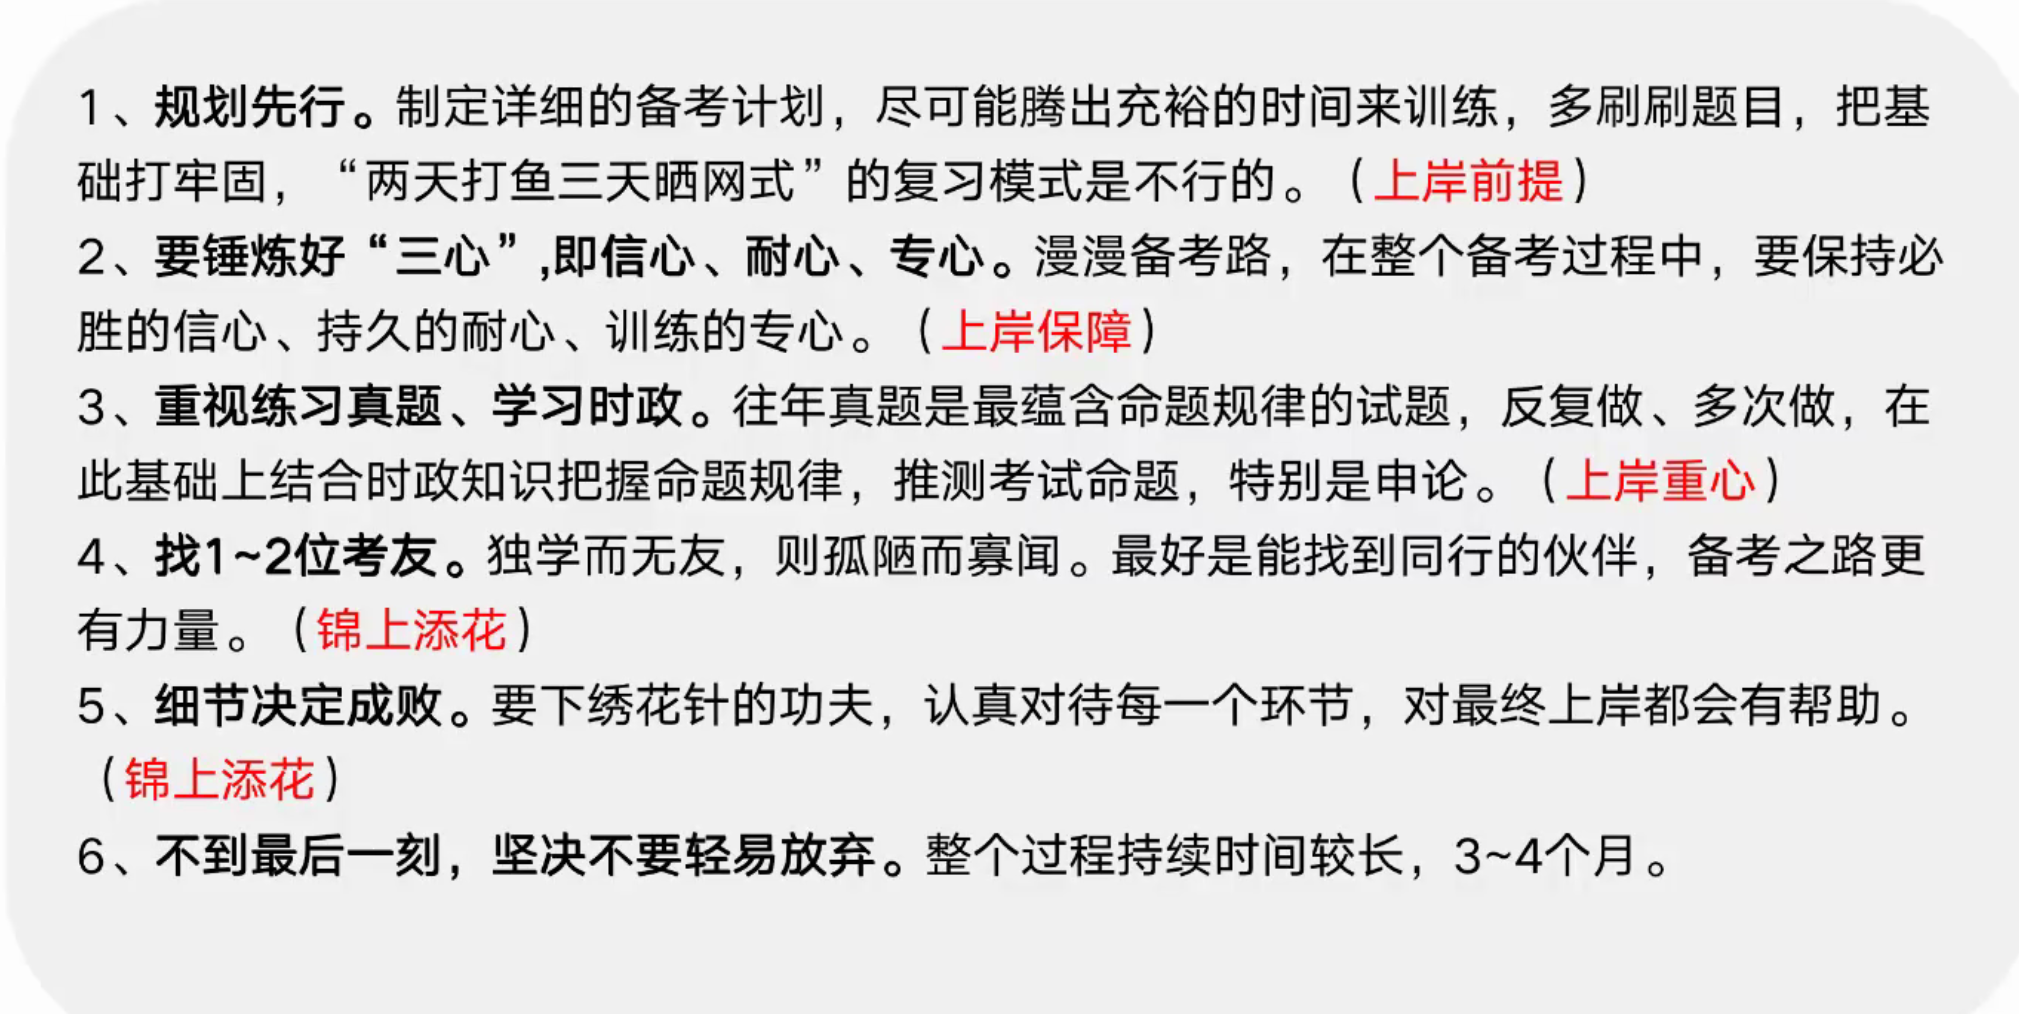 1、规划先行。制定详细的备考计划，尽可能腾出充裕的时间来训练，多刷刷题目，把基
础打牢固，“两天打鱼三天晒网式”的复习模式是不行的。（上岸前提）
2、要锤炼好“三心”,即信心、耐心、专心。漫漫备考路，在整个备考过程中，要保持必
胜的信心、持久的耐心、训练的专心。（上岸保障）
3、重视练习真题、学习时政。往年真题是最蕴含命题规律的试题，反复做、多次做，在
此基础上结合时政知识把握命题规律，推测考试命题，特别是申论。（上岸重心）
4、找1~2位考友。独学而无友，则孤陋而寡闻。最好是能找到同行的伙伴，备考之路更
有力量。（锦上添花）
5、细节决定成败。要下绣花针的功夫，认真对待每一个环节，对最终上岸都会有帮助。
（锦上添花）
6、不到最后一刻，坚决不要轻易放弃。整个过程持续时间较长，3~4个月。